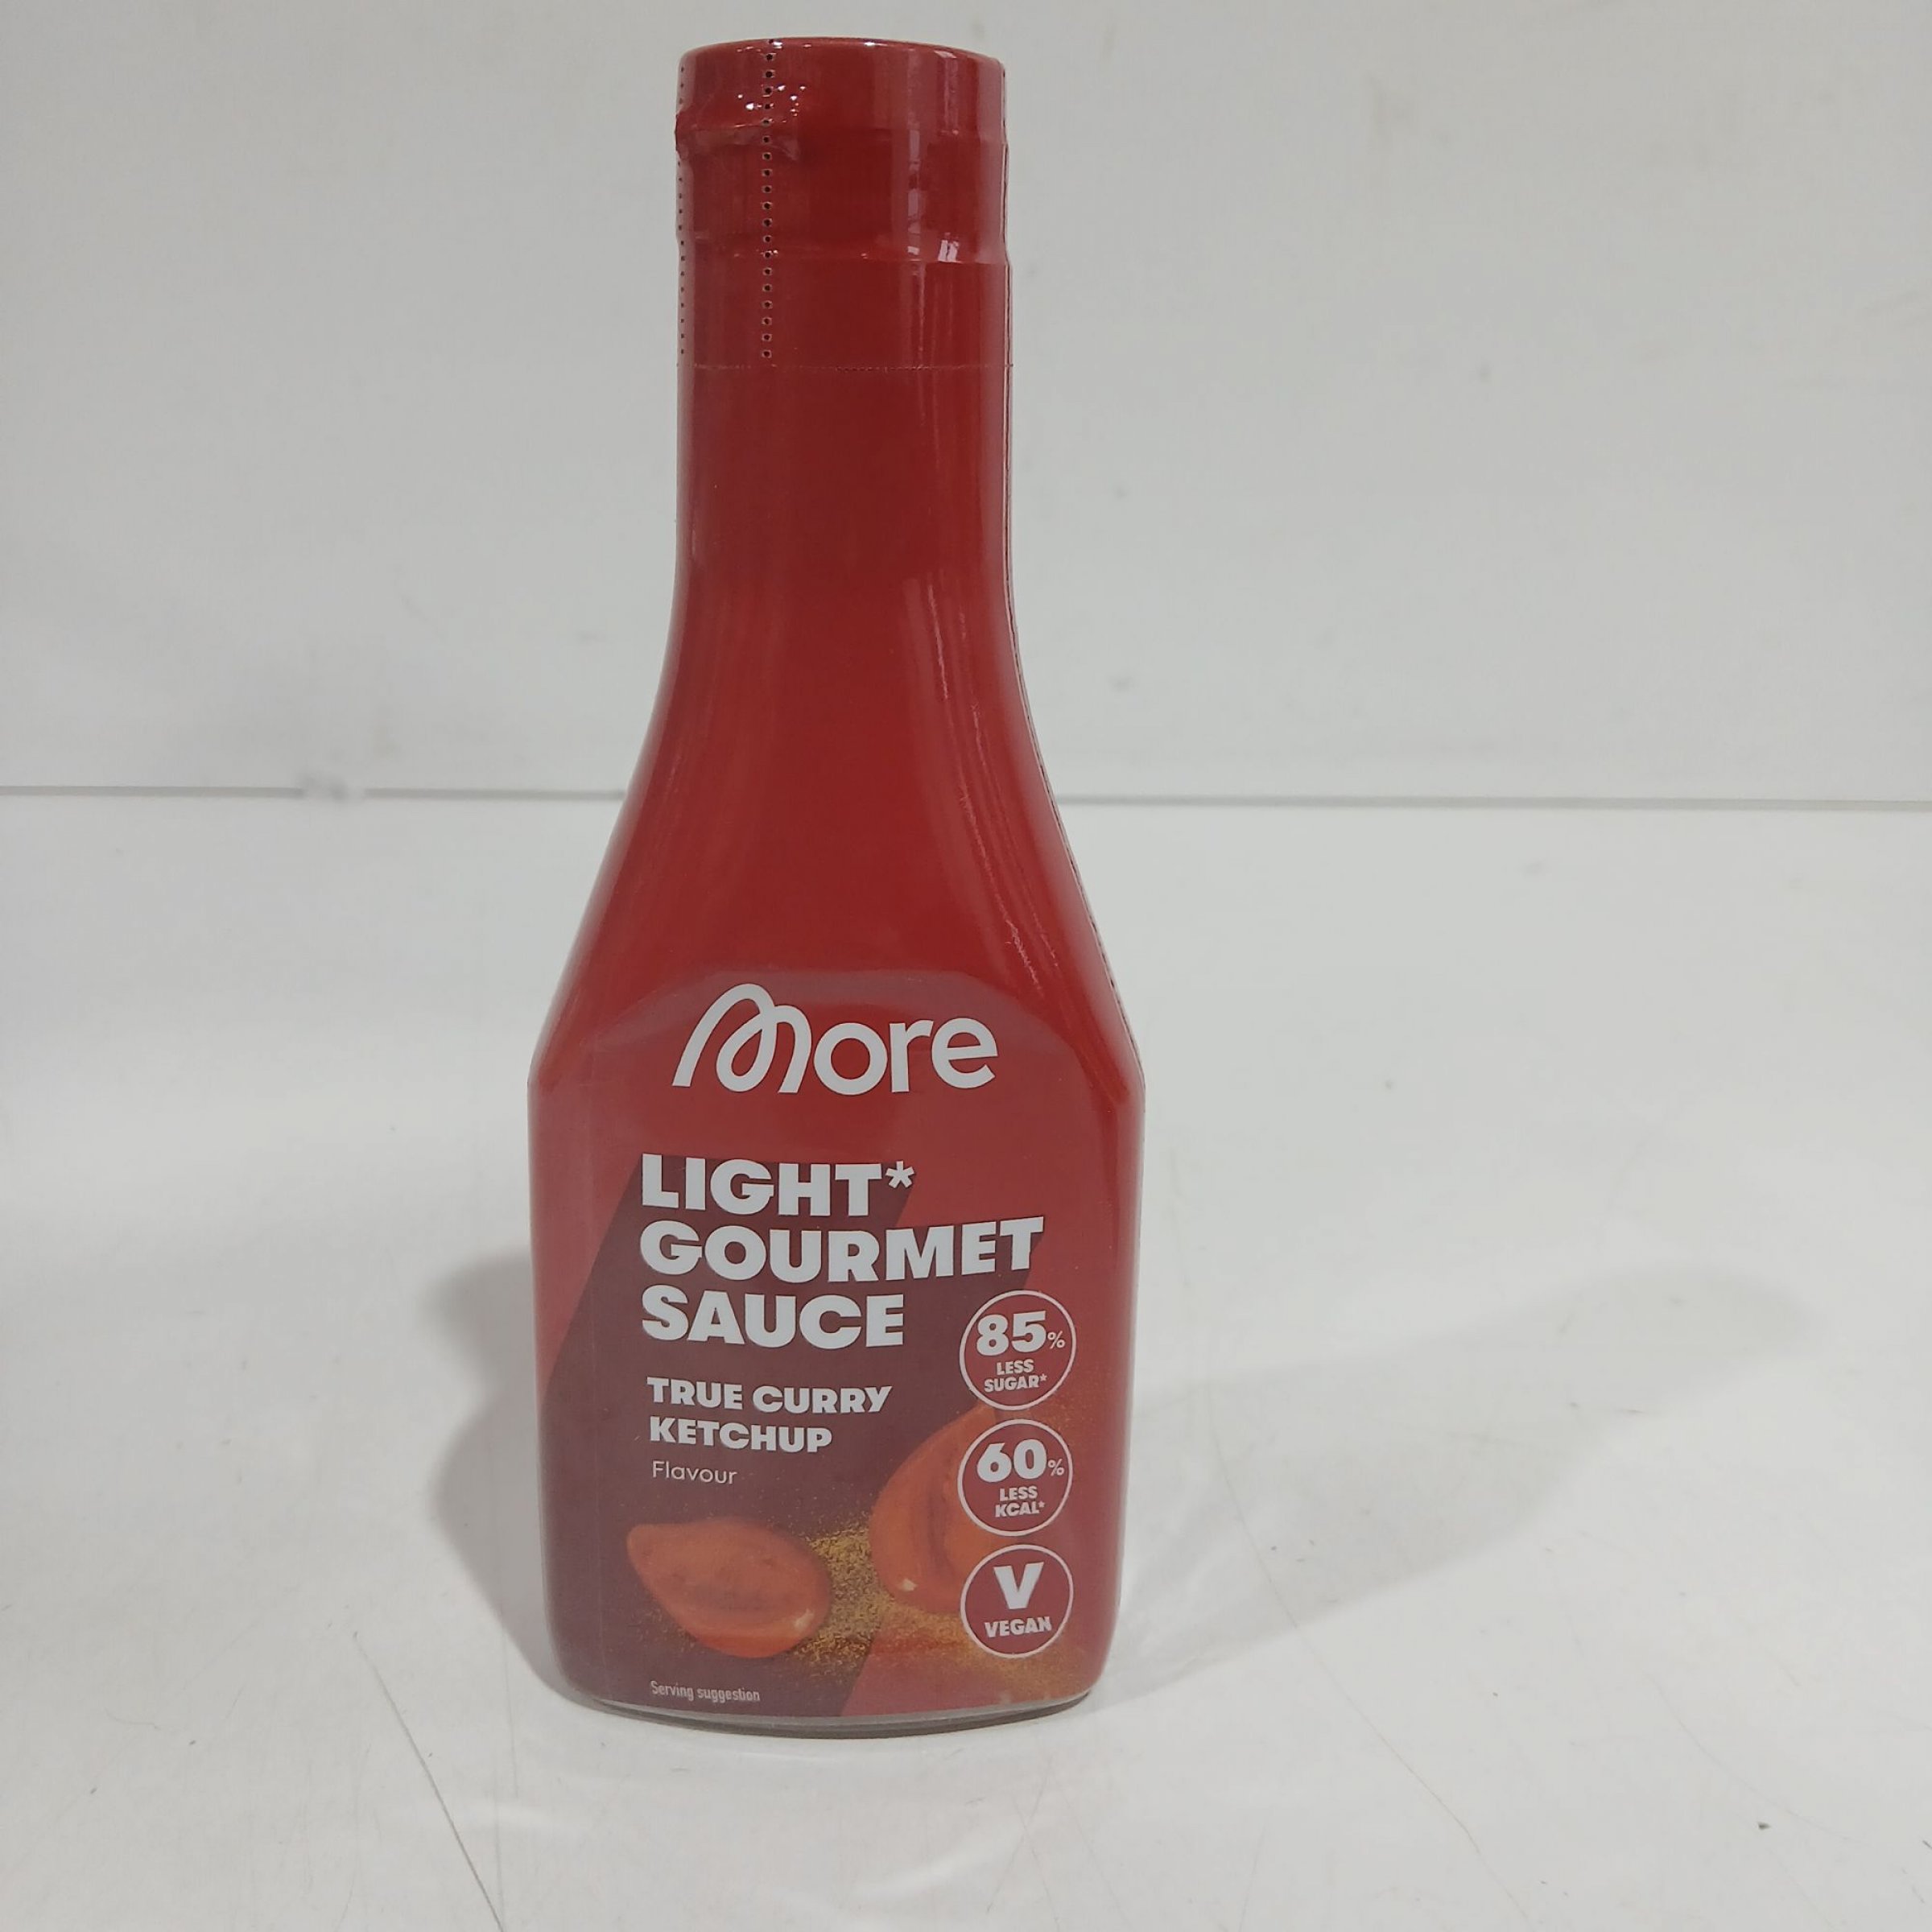 More
LIGHT*
GOURMET
SAUCE
TRUE CURRY
KETCHUP
Flavour
85%
LESS
SUGAR*
60%
LESS
KCAL*
V
VEGAN
Serving suggestion